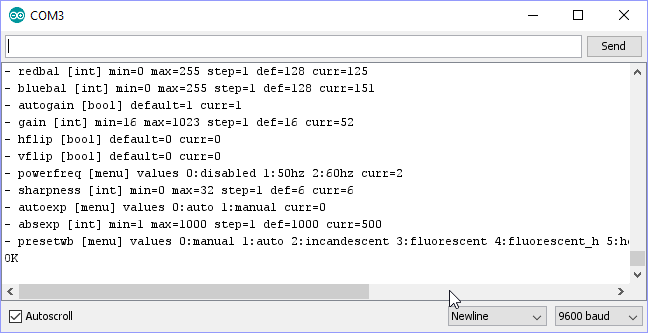 COM3
Send
- redbal [int] min=0 max=255 step=1 def=128 curr=125
- bluebal [int] min=0 max=255 step=1 def=128 curr=151
- autogain [bool] default=1 curr=1
- gain [int] min=16 max=1023 step=1 def=16 curr=52
- hflip [bool] default=0 curr=0
- vflip [bool] default=0 curr=0
- powerfreq [menu] values 0:disabled 1:50hz 2:60hz curr=2
- sharpness [int] min=0 max=32 step=1 def=6 curr=6
- autoexp [menu] values 0:auto 1:manual curr=0
- absexp [int] min=1 max=1000 step=1 def=1000 curr=500
- presetwb [menu] values 0:manual 1:auto 2:incandescent 3:fluorescent 4:fluorescent_h 5:ho
OK
Autoscroll
Newline
9600 baud